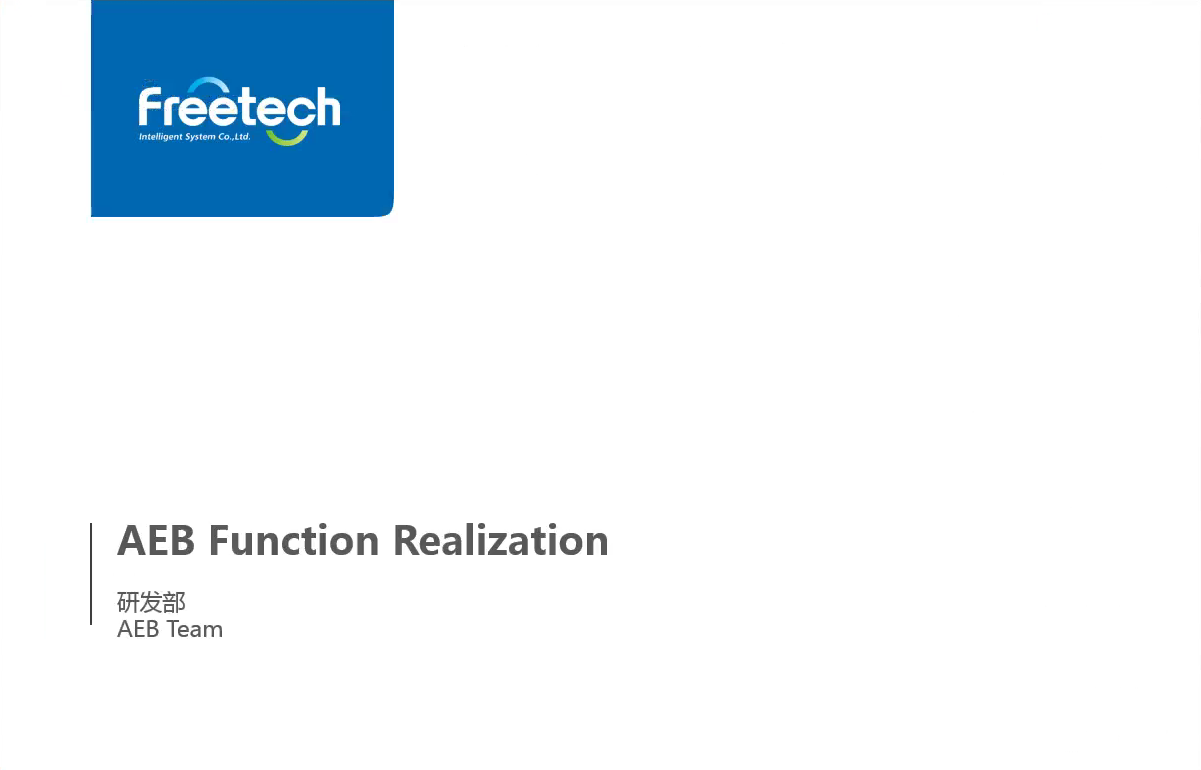 Freetech
Intelligent System Co.,Ltd.
AEB Function Realization
研发部
AEB Team